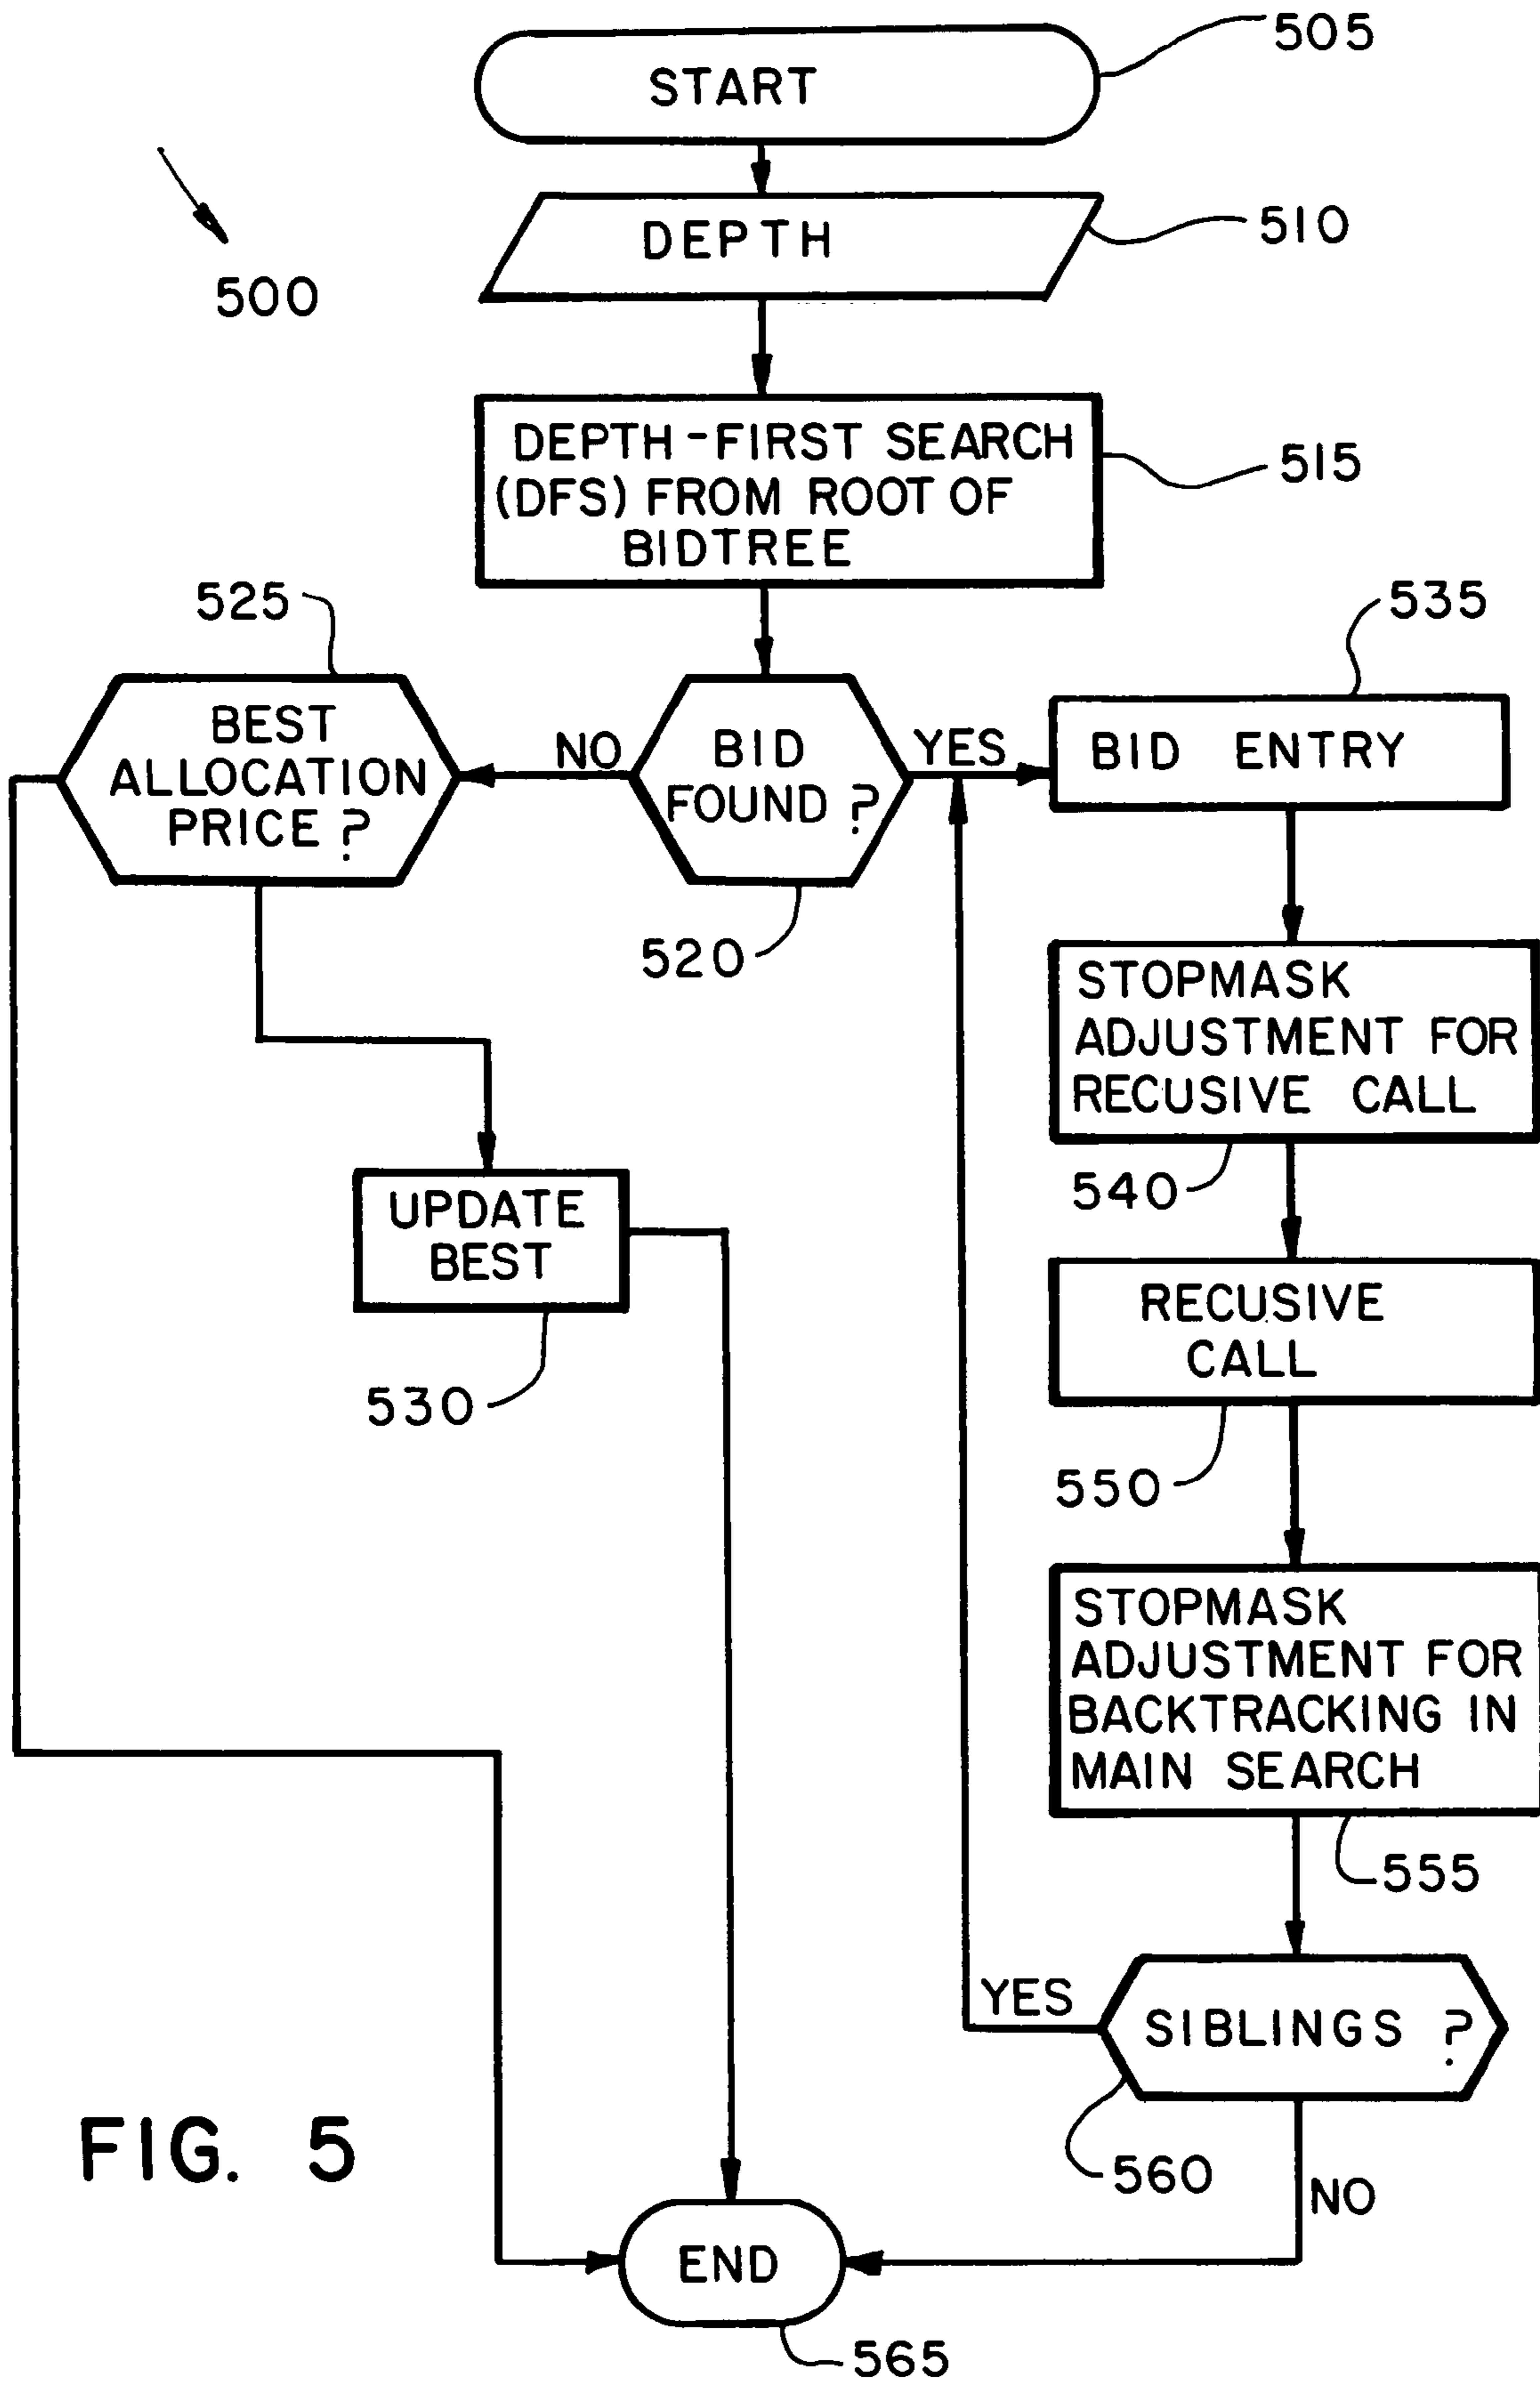 START
505
DEPTH
510
500
DEPTH-FIRST SEARCH
(DFS) FROM ROOT OF
BIDTREE
515
525
535
BEST
ALLOCATION
PRICE?
NO
BID
FOUND?
YES
BID ENTRY
520
STOPMASK
ADJUSTMENT FOR
RECUSIVE CALL
540
UPDATE
BEST
530
RECUSIVE
CALL
550
STOPMASK
ADJUSTMENT FOR
BACKTRACKING IN
MAIN SEARCH
555
YES
SIBLINGS ?
560
NO
FIG. 5
END
565